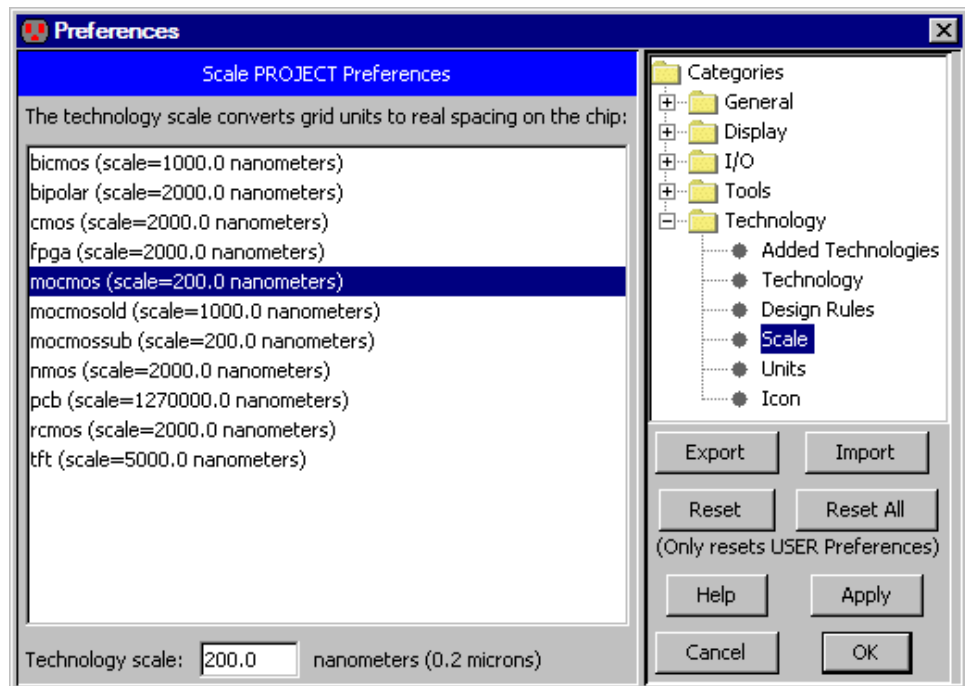 Preferences
Scale PROJECT Preferences
The technology scale converts grid units to real spacing on the chip:
bicmos (scale=1000.0 nanometers)
bipolar (scale=2000.0 nanometers)
cmos (scale=2000.0 nanometers)
fpga (scale=2000.0 nanometers)
mocmos (scale=200.0 nanometers)
mocmosold (scale=1000.0 nanometers)
mocmossub (scale=200.0 nanometers)
nmos (scale=2000.0 nanometers)
pcb (scale=1270000.0 nanometers)
rcmos (scale=2000.0 nanometers)
tft (scale=5000.0 nanometers)
Technology scale: 200.0 nanometers (0.2 microns)
Categories
General
Display
I/O
Tools
Technology
Added Technologies
Technology
Design Rules
Scale
Units
Icon
Export Import
Reset Reset All
(Only resets USER Preferences)
Help Apply
Cancel OK